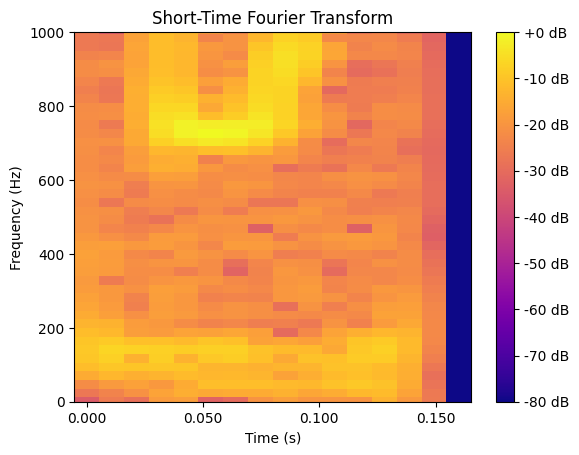 Short-Time Fourier Transform
1000
800
600
400
200
0
Frequency (Hz)
0.000
0.050
0.100
0.150
Time (s)
+0 dB
-10 dB
-20 dB
-30 dB
-40 dB
-50 dB
-60 dB
-70 dB
-80 dB